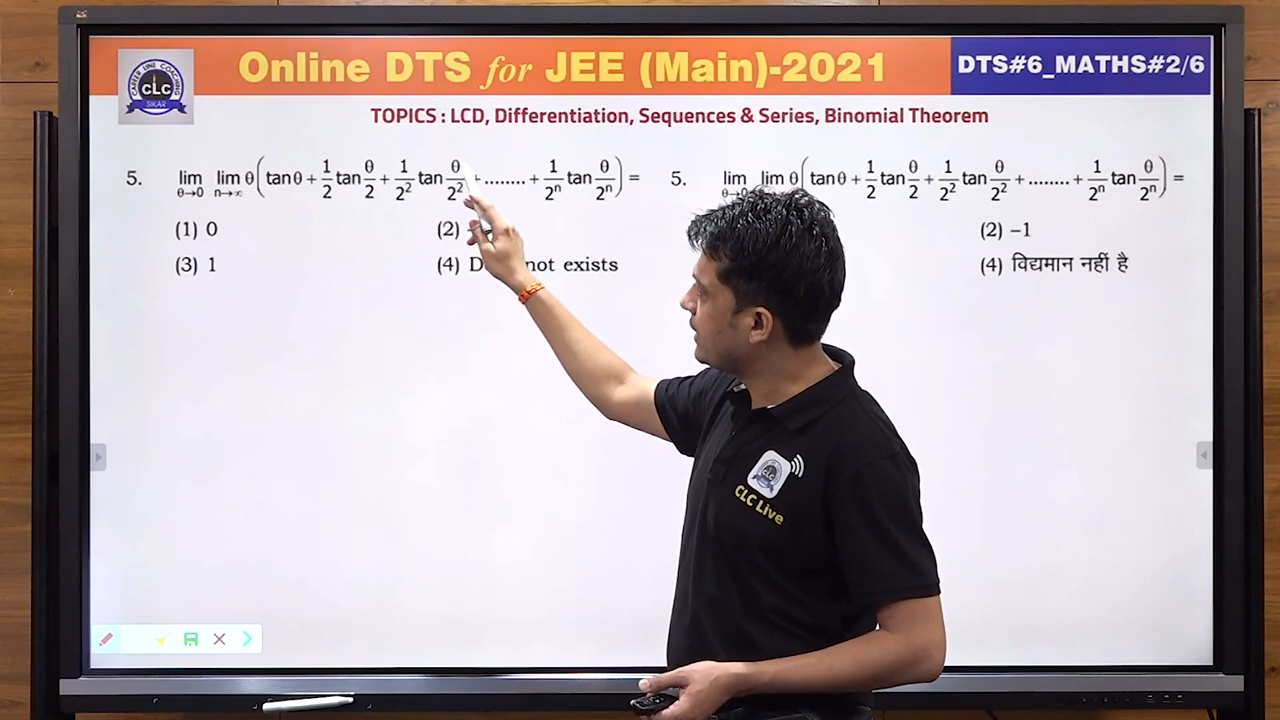 Online DTS for JEE (Main)-2021
DTS#6_MATHS#2/6
CAREER LINE COACHING
CLC
SIKAR
TOPICS : LCD, Differentiation, Sequences & Series, Binomial Theorem
5. lim θ→0 lim n→∞ θ(tanθ + 1/2 tan θ/2 + 1/2² tan θ/2² + ........ + 1/2ⁿ tan θ/2ⁿ) =
(1) 0 (2)
(3) 1 (4) not exists
5. lim θ→0 lim θ(tanθ + 1/2 tan θ/2 + 1/2² tan θ/2² + ........ + 1/2ⁿ tan θ/2ⁿ) =
(2) –1
(4) विद्यमान नहीं है
CLC
CLC Live